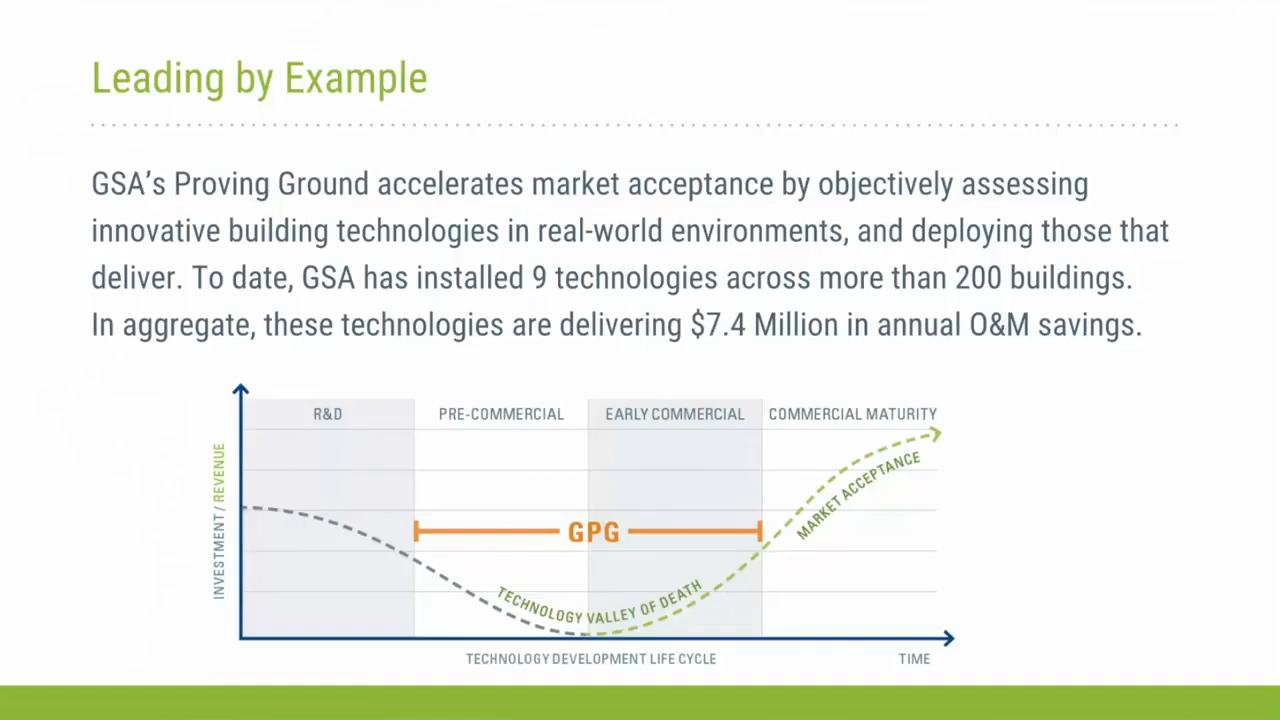 Leading by Example
GSA's Proving Ground accelerates market acceptance by objectively assessing
innovative building technologies in real-world environments, and deploying those that
deliver. To date, GSA has installed 9 technologies across more than 200 buildings.
In aggregate, these technologies are delivering $7.4 Million in annual O&M savings.
R&D
PRE-COMMERCIAL
EARLY COMMERCIAL
COMMERCIAL MATURITY
INVESTMENT / REVENUE
MARKET ACCEPTANCE
GPG
TECHNOLOGY VALLEY OF DEATH
TECHNOLOGY DEVELOPMENT LIFE CYCLE
TIME